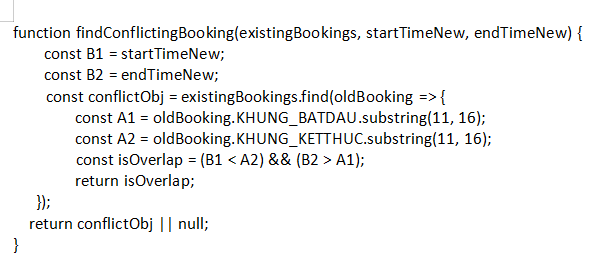 function findConflictingBooking(existingBookings, startTimeNew, endTimeNew) {
const B1 = startTimeNew;
const B2 = endTimeNew;
const conflictObj = existingBookings.find(oldBooking => {
const A1 = oldBooking.KHUNG_BATDAU.substring(11, 16);
const A2 = oldBooking.KHUNG_KETTHUC.substring(11, 16);
const isOverlap = (B1 < A2) && (B2 > A1);
return isOverlap;
});
return conflictObj || null;
}